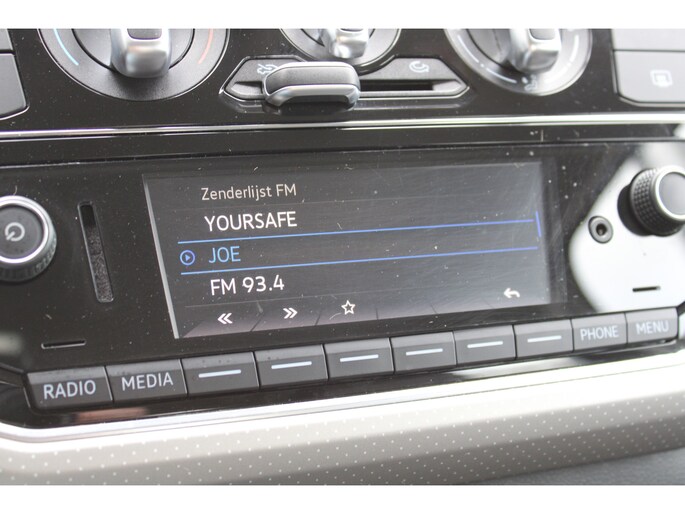 Zenderlijst FM
YOURSAFE
JOE
FM 93.4
RADIO MEDIA PHONE MENU